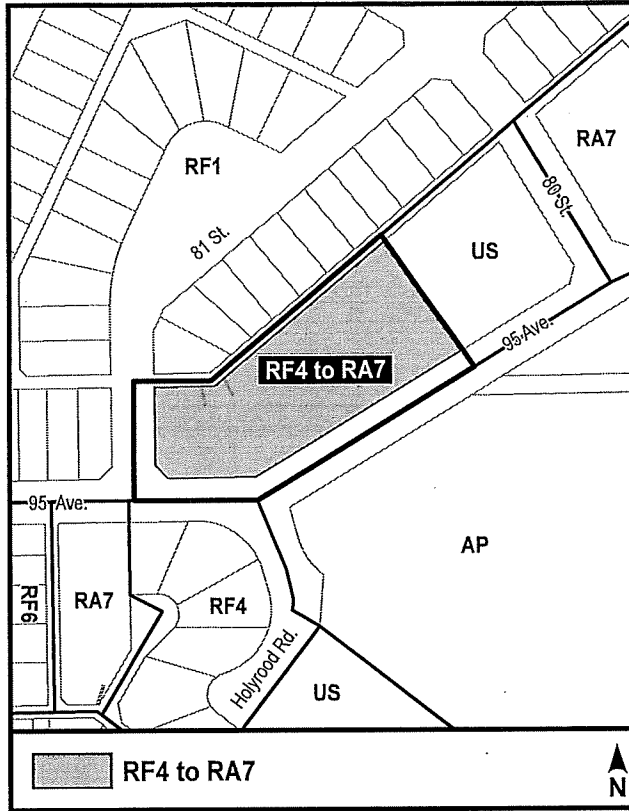 RA7
RF1
80 St.
81 St.
US
95 Ave.
RF4 to RA7
95 Ave.
AP
RF6
RA7
RF4
Holyrood Rd.
US
RF4 to RA7
N